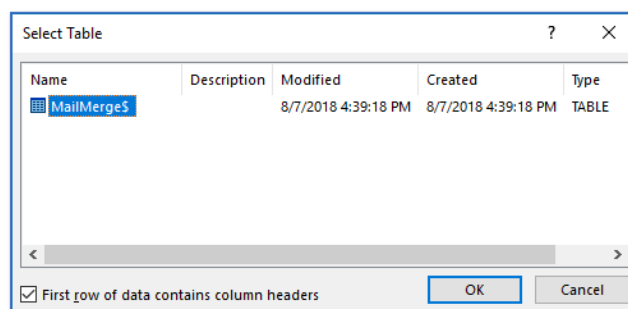 Select Table ?
Name Description Modified Created Type
MailMerge$ 8/7/2018 4:39:18 PM 8/7/2018 4:39:18 PM TABLE
First row of data contains column headers OK Cancel